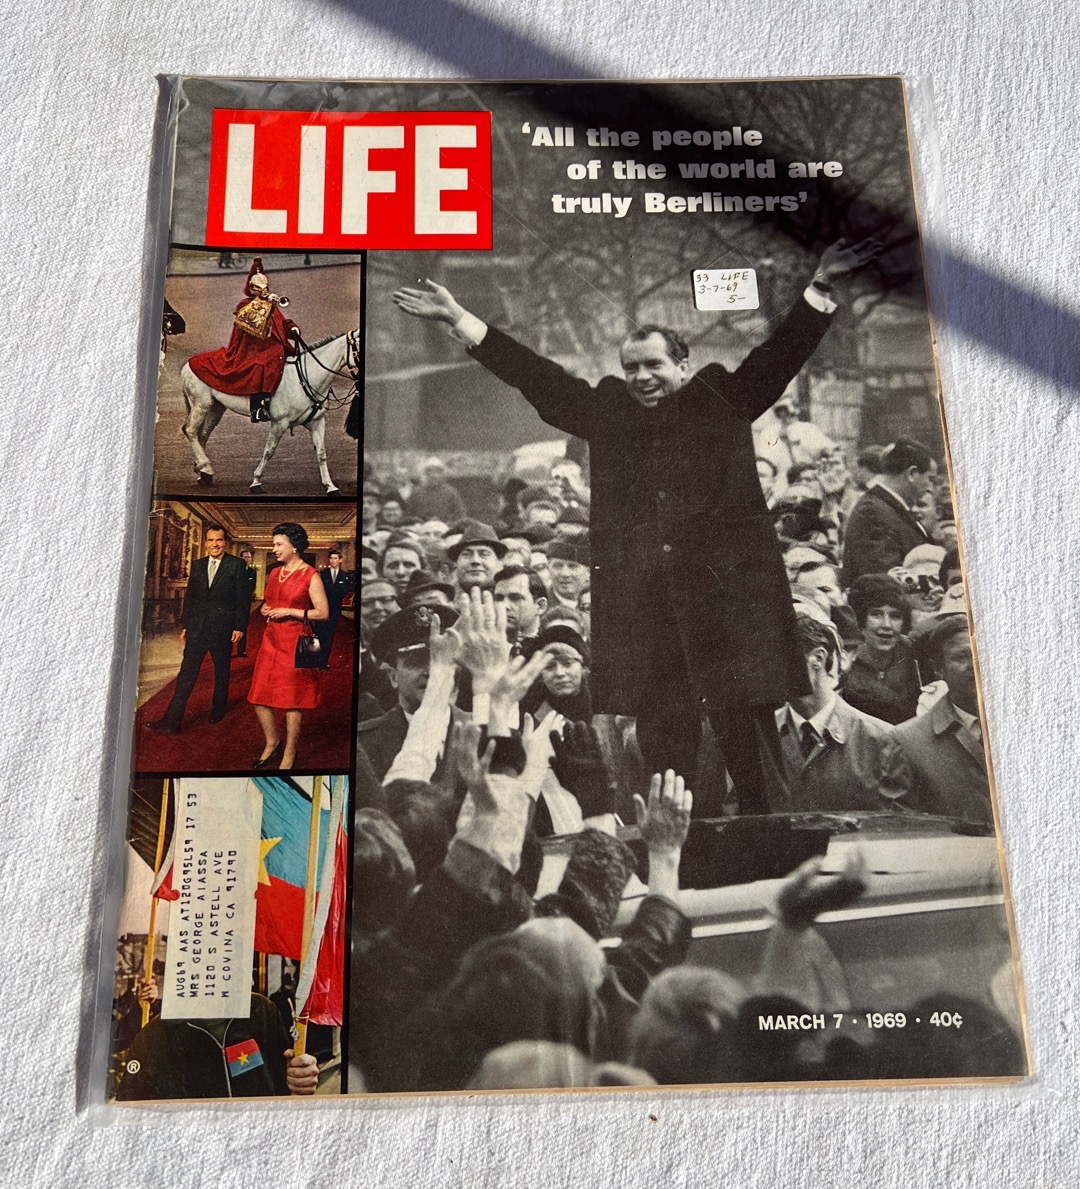 LIFE
‘All the people
of the world are
truly Berliners’
33 LIFE
3-7-69
5-
AUG69 AAS AT120G95L59 17 53
MRS GEORGE AIASSA
1120 S ASTELL AVE
W COVINA CA 91790
MARCH 7 · 1969 · 40¢
®